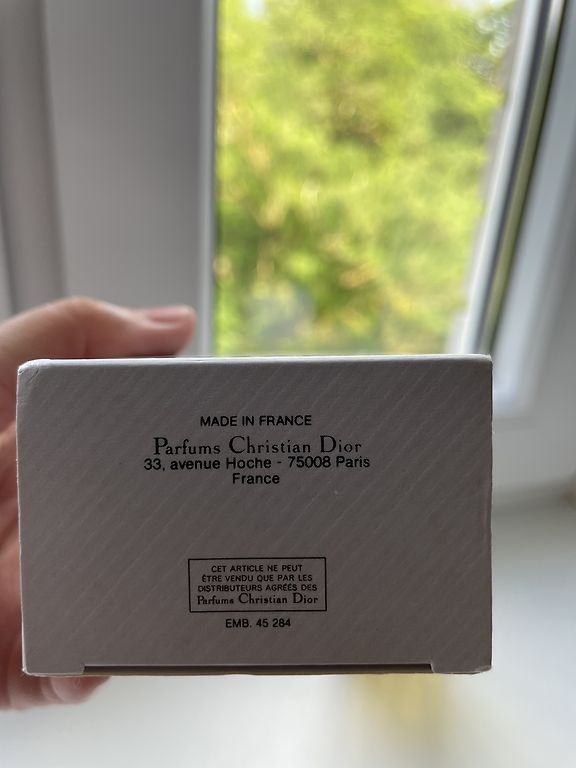 MADE IN FRANCE
Parfums Christian Dior
33, avenue Hoche - 75008 Paris
France
CET ARTICLE NE PEUT
ÊTRE VENDU QUE PAR LES
DISTRIBUTEURS AGRÉÉS DES
Parfums Christian Dior
EMB. 45 284